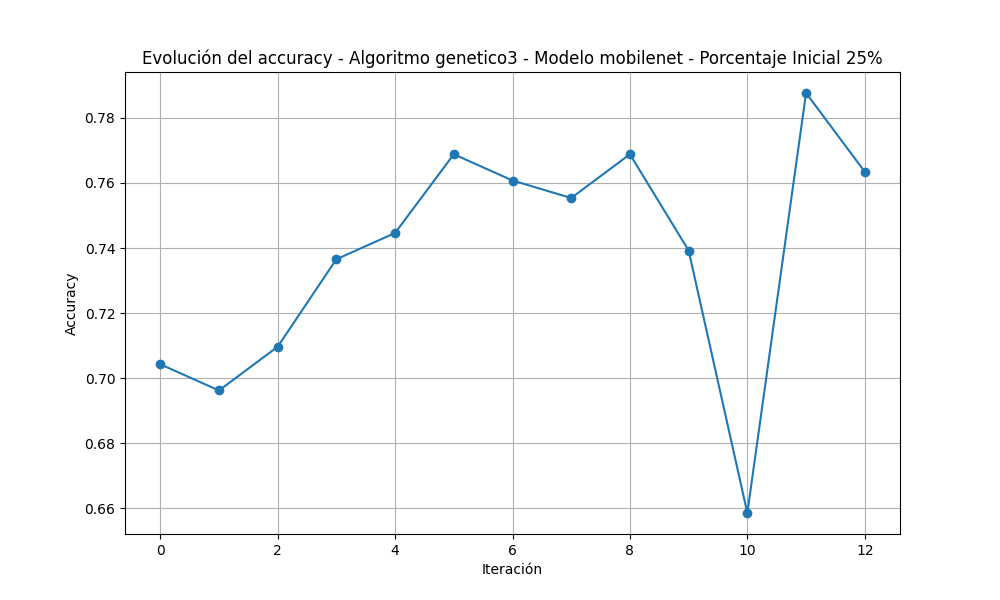 Evolución del accuracy - Algoritmo genetico3 - Modelo mobilenet - Porcentaje Inicial 25%
0.78
0.76
0.74
0.72
0.70
0.68
0.66
Accuracy
0 2 4 6 8 10 12
Iteración